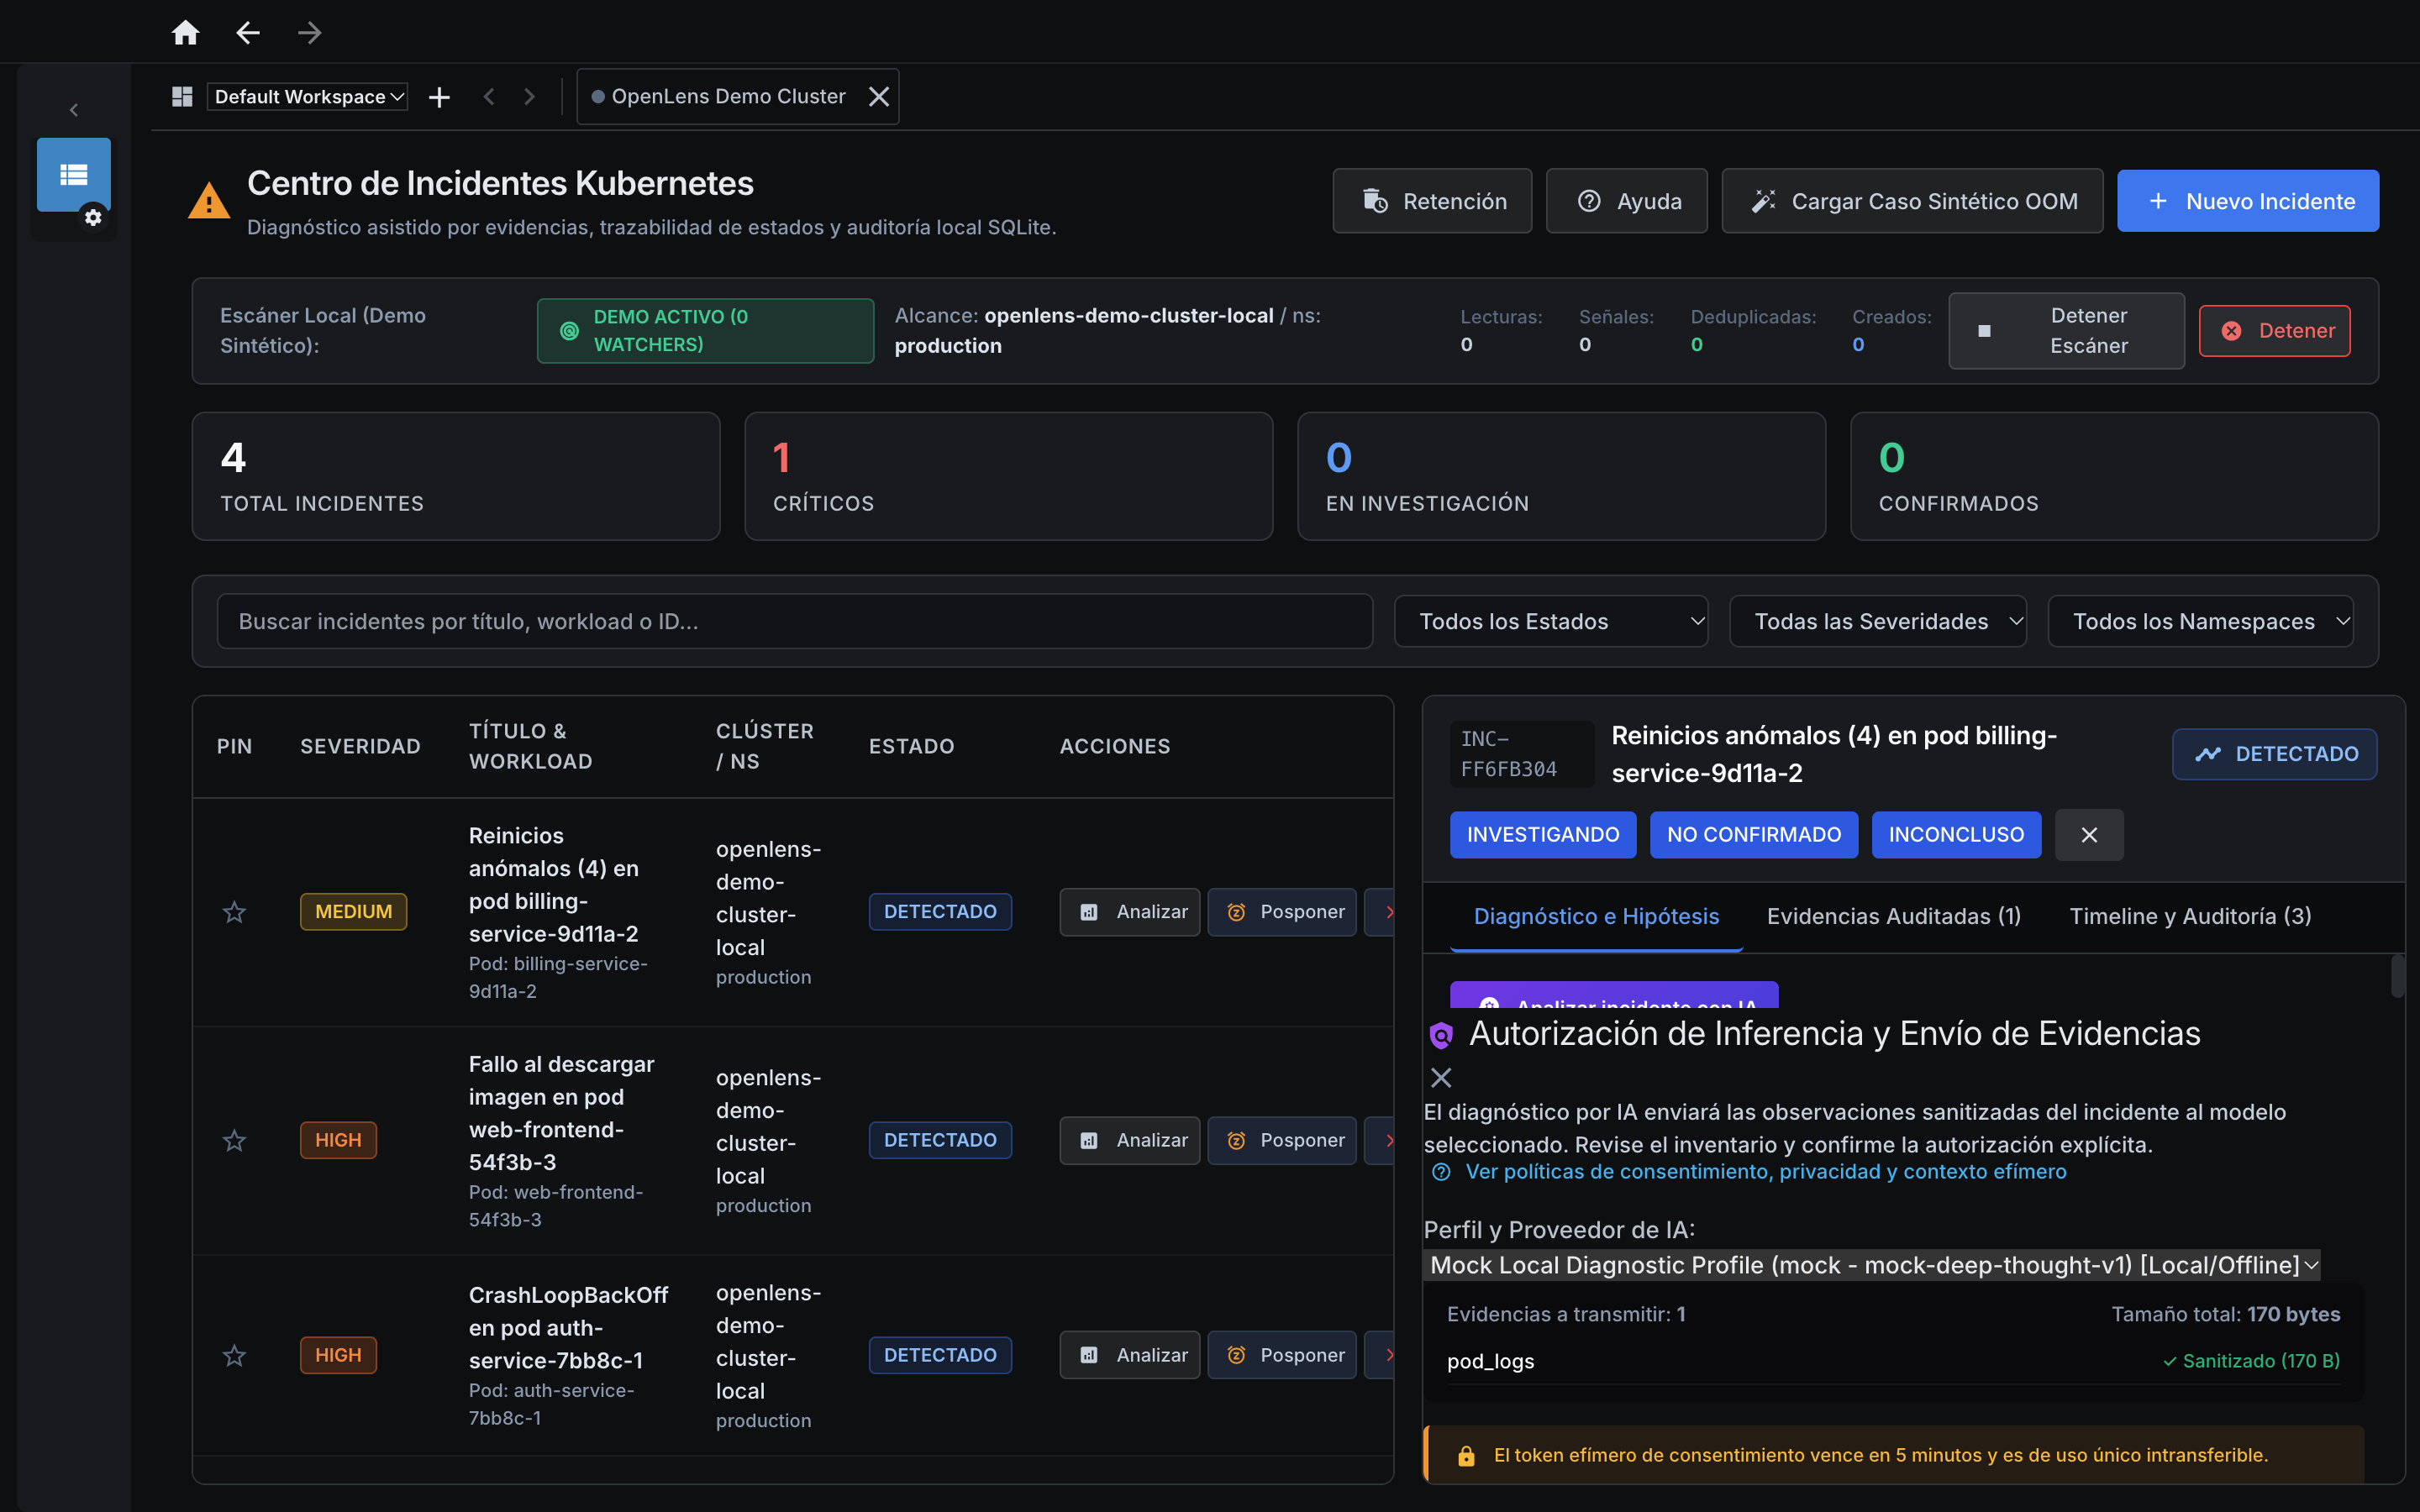 Default Workspace
OpenLens Demo Cluster
Centro de Incidentes Kubernetes
Diagnóstico asistido por evidencias, trazabilidad de estados y auditoría local SQLite.
Retención
Ayuda
Cargar Caso Sintético OOM
Nuevo Incidente
Escáner Local (Demo
Sintético):
DEMO ACTIVO (0
WATCHERS)
Alcance: openlens-demo-cluster-local / ns:
production
Lecturas:
0
Señales:
0
Deduplicadas:
0
Creados:
0
Detener
Escáner
Detener
4
TOTAL INCIDENTES
1
CRÍTICOS
0
EN INVESTIGACIÓN
0
CONFIRMADOS
Buscar incidentes por título, workload o ID...
Todos los Estados
Todas las Severidades
Todos los Namespaces
PIN
SEVERIDAD
TÍTULO &
WORKLOAD
CLÚSTER
/ NS
ESTADO
ACCIONES
MEDIUM
Reinicios
anómalos (4) en
pod billing-
service-9d11a-2
Pod: billing-service-
9d11a-2
openlens-
demo-
cluster-
local
production
DETECTADO
Analizar
Posponer
HIGH
Fallo al descargar
imagen en pod
web-frontend-
54f3b-3
Pod: web-frontend-
54f3b-3
openlens-
demo-
cluster-
local
production
DETECTADO
Analizar
Posponer
HIGH
CrashLoopBackOff
en pod auth-
service-7bb8c-1
Pod: auth-service-
7bb8c-1
openlens-
demo-
cluster-
local
production
DETECTADO
Analizar
Posponer
INC-
FF6FB304
Reinicios anómalos (4) en pod billing-
service-9d11a-2
DETECTADO
INVESTIGANDO
NO CONFIRMADO
INCONCLUSO
Diagnóstico e Hipótesis
Evidencias Auditadas (1)
Timeline y Auditoría (3)
Analizar incidente con IA
Autorización de Inferencia y Envío de Evidencias
El diagnóstico por IA enviará las observaciones sanitizadas del incidente al modelo
seleccionado. Revise el inventario y confirme la autorización explícita.
Ver políticas de consentimiento, privacidad y contexto efímero
Perfil y Proveedor de IA:
Mock Local Diagnostic Profile (mock - mock-deep-thought-v1) [Local/Offline]
Evidencias a transmitir: 1
Tamaño total: 170 bytes
pod_logs
✓ Sanitizado (170 B)
El token efímero de consentimiento vence en 5 minutos y es de uso único intransferible.